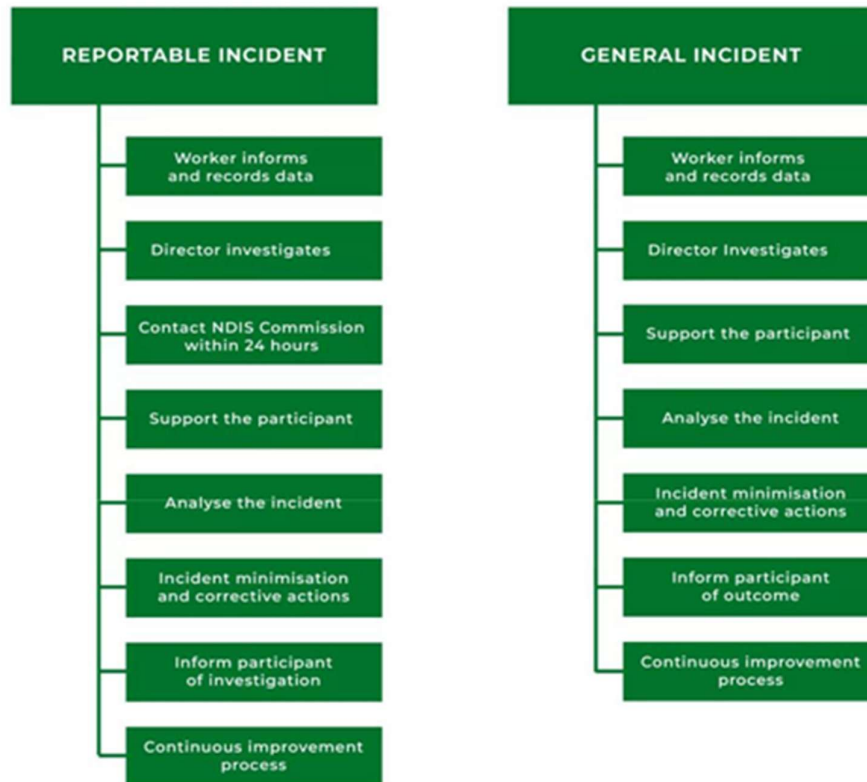 REPORTABLE INCIDENT
Worker informs
and records data
Director investigates
Contact NDIS Commission
within 24 hours
Support the participant
Analyse the incident
Incident minimisation
and corrective actions
Inform participant
of investigation
Continuous improvement
process
GENERAL INCIDENT
Worker informs
and records data
Director Investigates
Support the participant
Analyse the incident
Incident minimisation
and corrective actions
Inform participant
of outcome
Continuous improvement
process